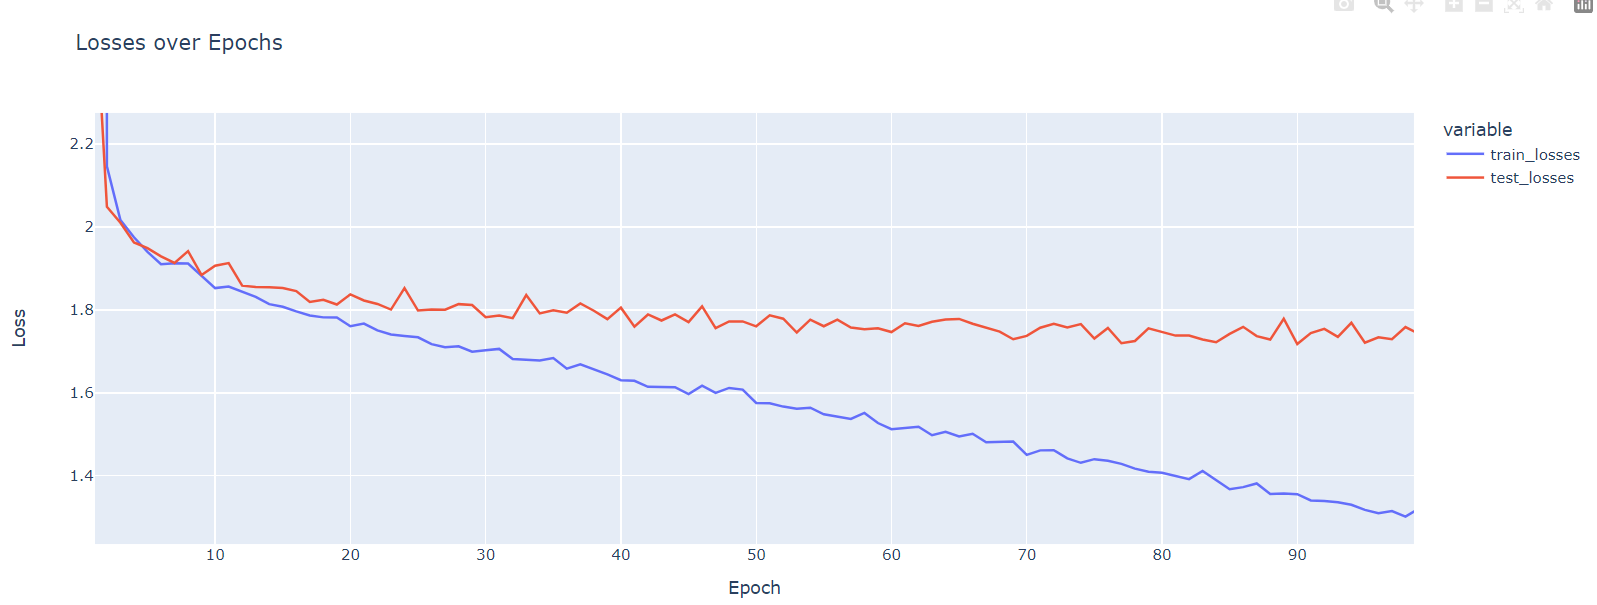 Losses over Epochs
variable
train_losses
test_losses
2.2
2
1.8
1.6
1.4
Loss
10 20 30 40 50 60 70 80 90
Epoch